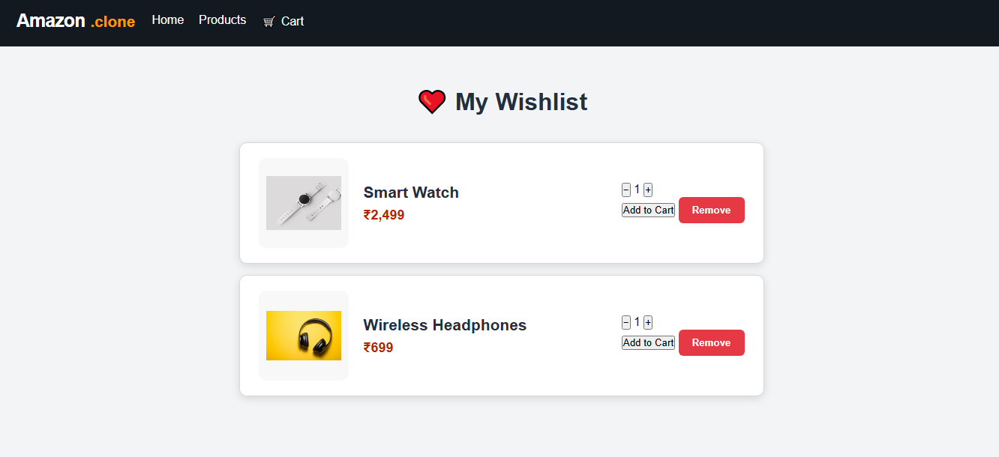 Amazon .clone Home Products 🛒 Cart
❤️ My Wishlist
Smart Watch
₹2,499
− 1 +
Add to Cart Remove
Wireless Headphones
₹699
− 1 +
Add to Cart Remove